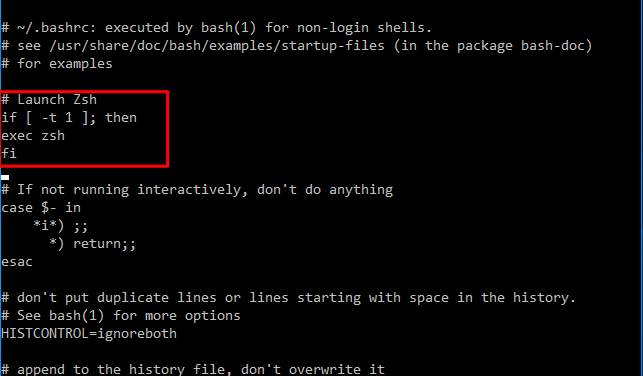 # ~/.bashrc: executed by bash(1) for non-login shells.
# see /usr/share/doc/bash/examples/startup-files (in the package bash-doc)
# for examples

# Launch Zsh
if [ -t 1 ]; then
exec zsh
fi

# If not running interactively, don't do anything
case $- in
    *i*) ;;
      *) return;;
esac

# don't put duplicate lines or lines starting with space in the history.
# See bash(1) for more options
HISTCONTROL=ignoreboth

# append to the history file, don't overwrite it